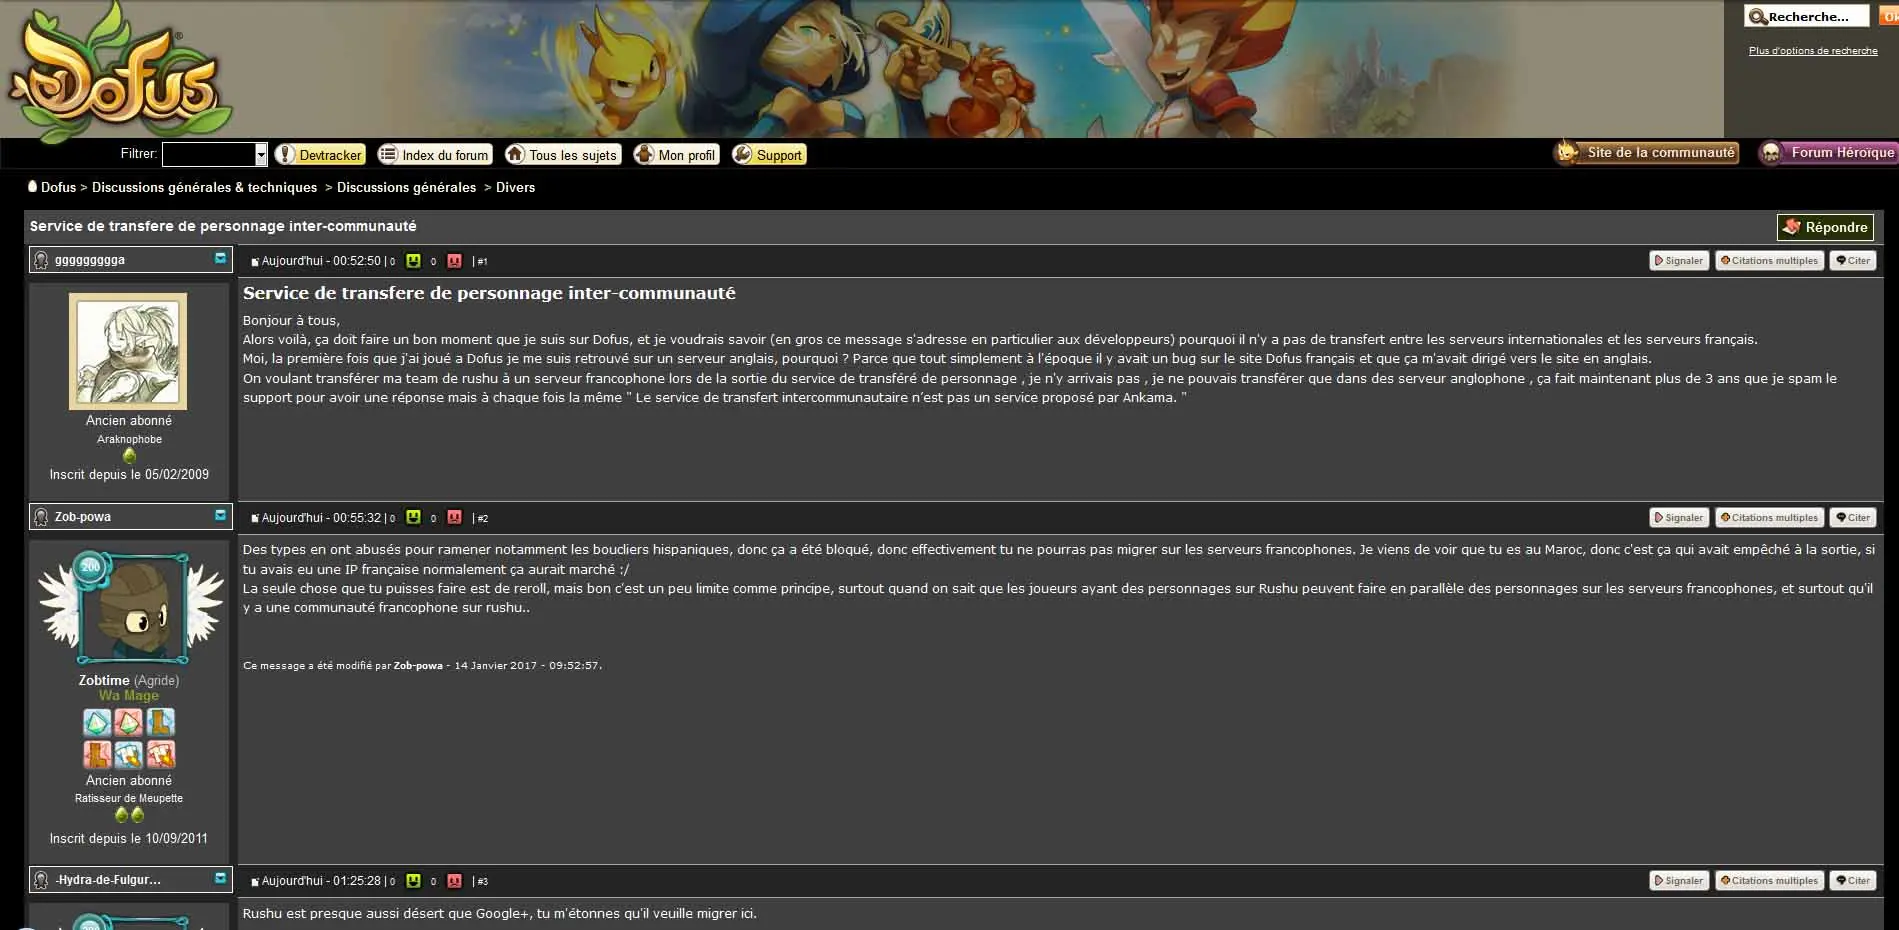 Dofus®
Recherche...
Ok
Plus d'options de recherche
Filtrer:
Devtracker
Index du forum
Tous les sujets
Mon profil
Support
Site de la communauté
Forum Héroïque
Dofus > Discussions générales & techniques > Discussions générales > Divers
Service de transfere de personnage inter-communauté
Répondre
gggggggggga
Aujourd'hui - 00:52:50 | 0 0 | #1
Signaler
Citations multiples
Citer
Service de transfere de personnage inter-communauté
Bonjour à tous,
Alors voilà, ça doit faire un bon moment que je suis sur Dofus, et je voudrais savoir (en gros ce message s'adresse en particulier aux développeurs) pourquoi il n'y a pas de transfert entre les serveurs internationales et les serveurs français.
Moi, la première fois que j'ai joué a Dofus je me suis retrouvé sur un serveur anglais, pourquoi ? Parce que tout simplement à l'époque il y avait un bug sur le site Dofus français et que ça m'avait dirigé vers le site en anglais.
On voulant transférer ma team de rushu à un serveur francophone lors de la sortie du service de transféré de personnage , je n'y arrivais pas , je ne pouvais transférer que dans des serveur anglophone , ça fait maintenant plus de 3 ans que je spam le
support pour avoir une réponse mais à chaque fois la même " Le service de transfert intercommunautaire n'est pas un service proposé par Ankama. "
Ancien abonné
Araknophobe
Inscrit depuis le 05/02/2009
Zob-powa
Aujourd'hui - 00:55:32 | 0 0 | #2
Signaler
Citations multiples
Citer
Des types en ont abusés pour ramener notamment les boucliers hispaniques, donc ça a été bloqué, donc effectivement tu ne pourras pas migrer sur les serveurs francophones. Je viens de voir que tu es au Maroc, donc c'est ça qui avait empêché à la sortie, si
tu avais eu une IP française normalement ça aurait marché :/
La seule chose que tu puisses faire est de reroll, mais bon c'est un peu limite comme principe, surtout quand on sait que les joueurs ayant des personnages sur Rushu peuvent faire en parallèle des personnages sur les serveurs francophones, et surtout qu'il
y a une communauté francophone sur rushu..
Ce message a été modifié par Zob-powa - 14 Janvier 2017 - 09:52:57.
200
Zobtime (Agride)
Wa Mage
Ancien abonné
Ratisseur de Meupette
Inscrit depuis le 10/09/2011
-Hydra-de-Fulgur...
Aujourd'hui - 01:25:28 | 0 0 | #3
Signaler
Citations multiples
Citer
Rushu est presque aussi désert que Google+, tu m'étonnes qu'il veuille migrer ici.